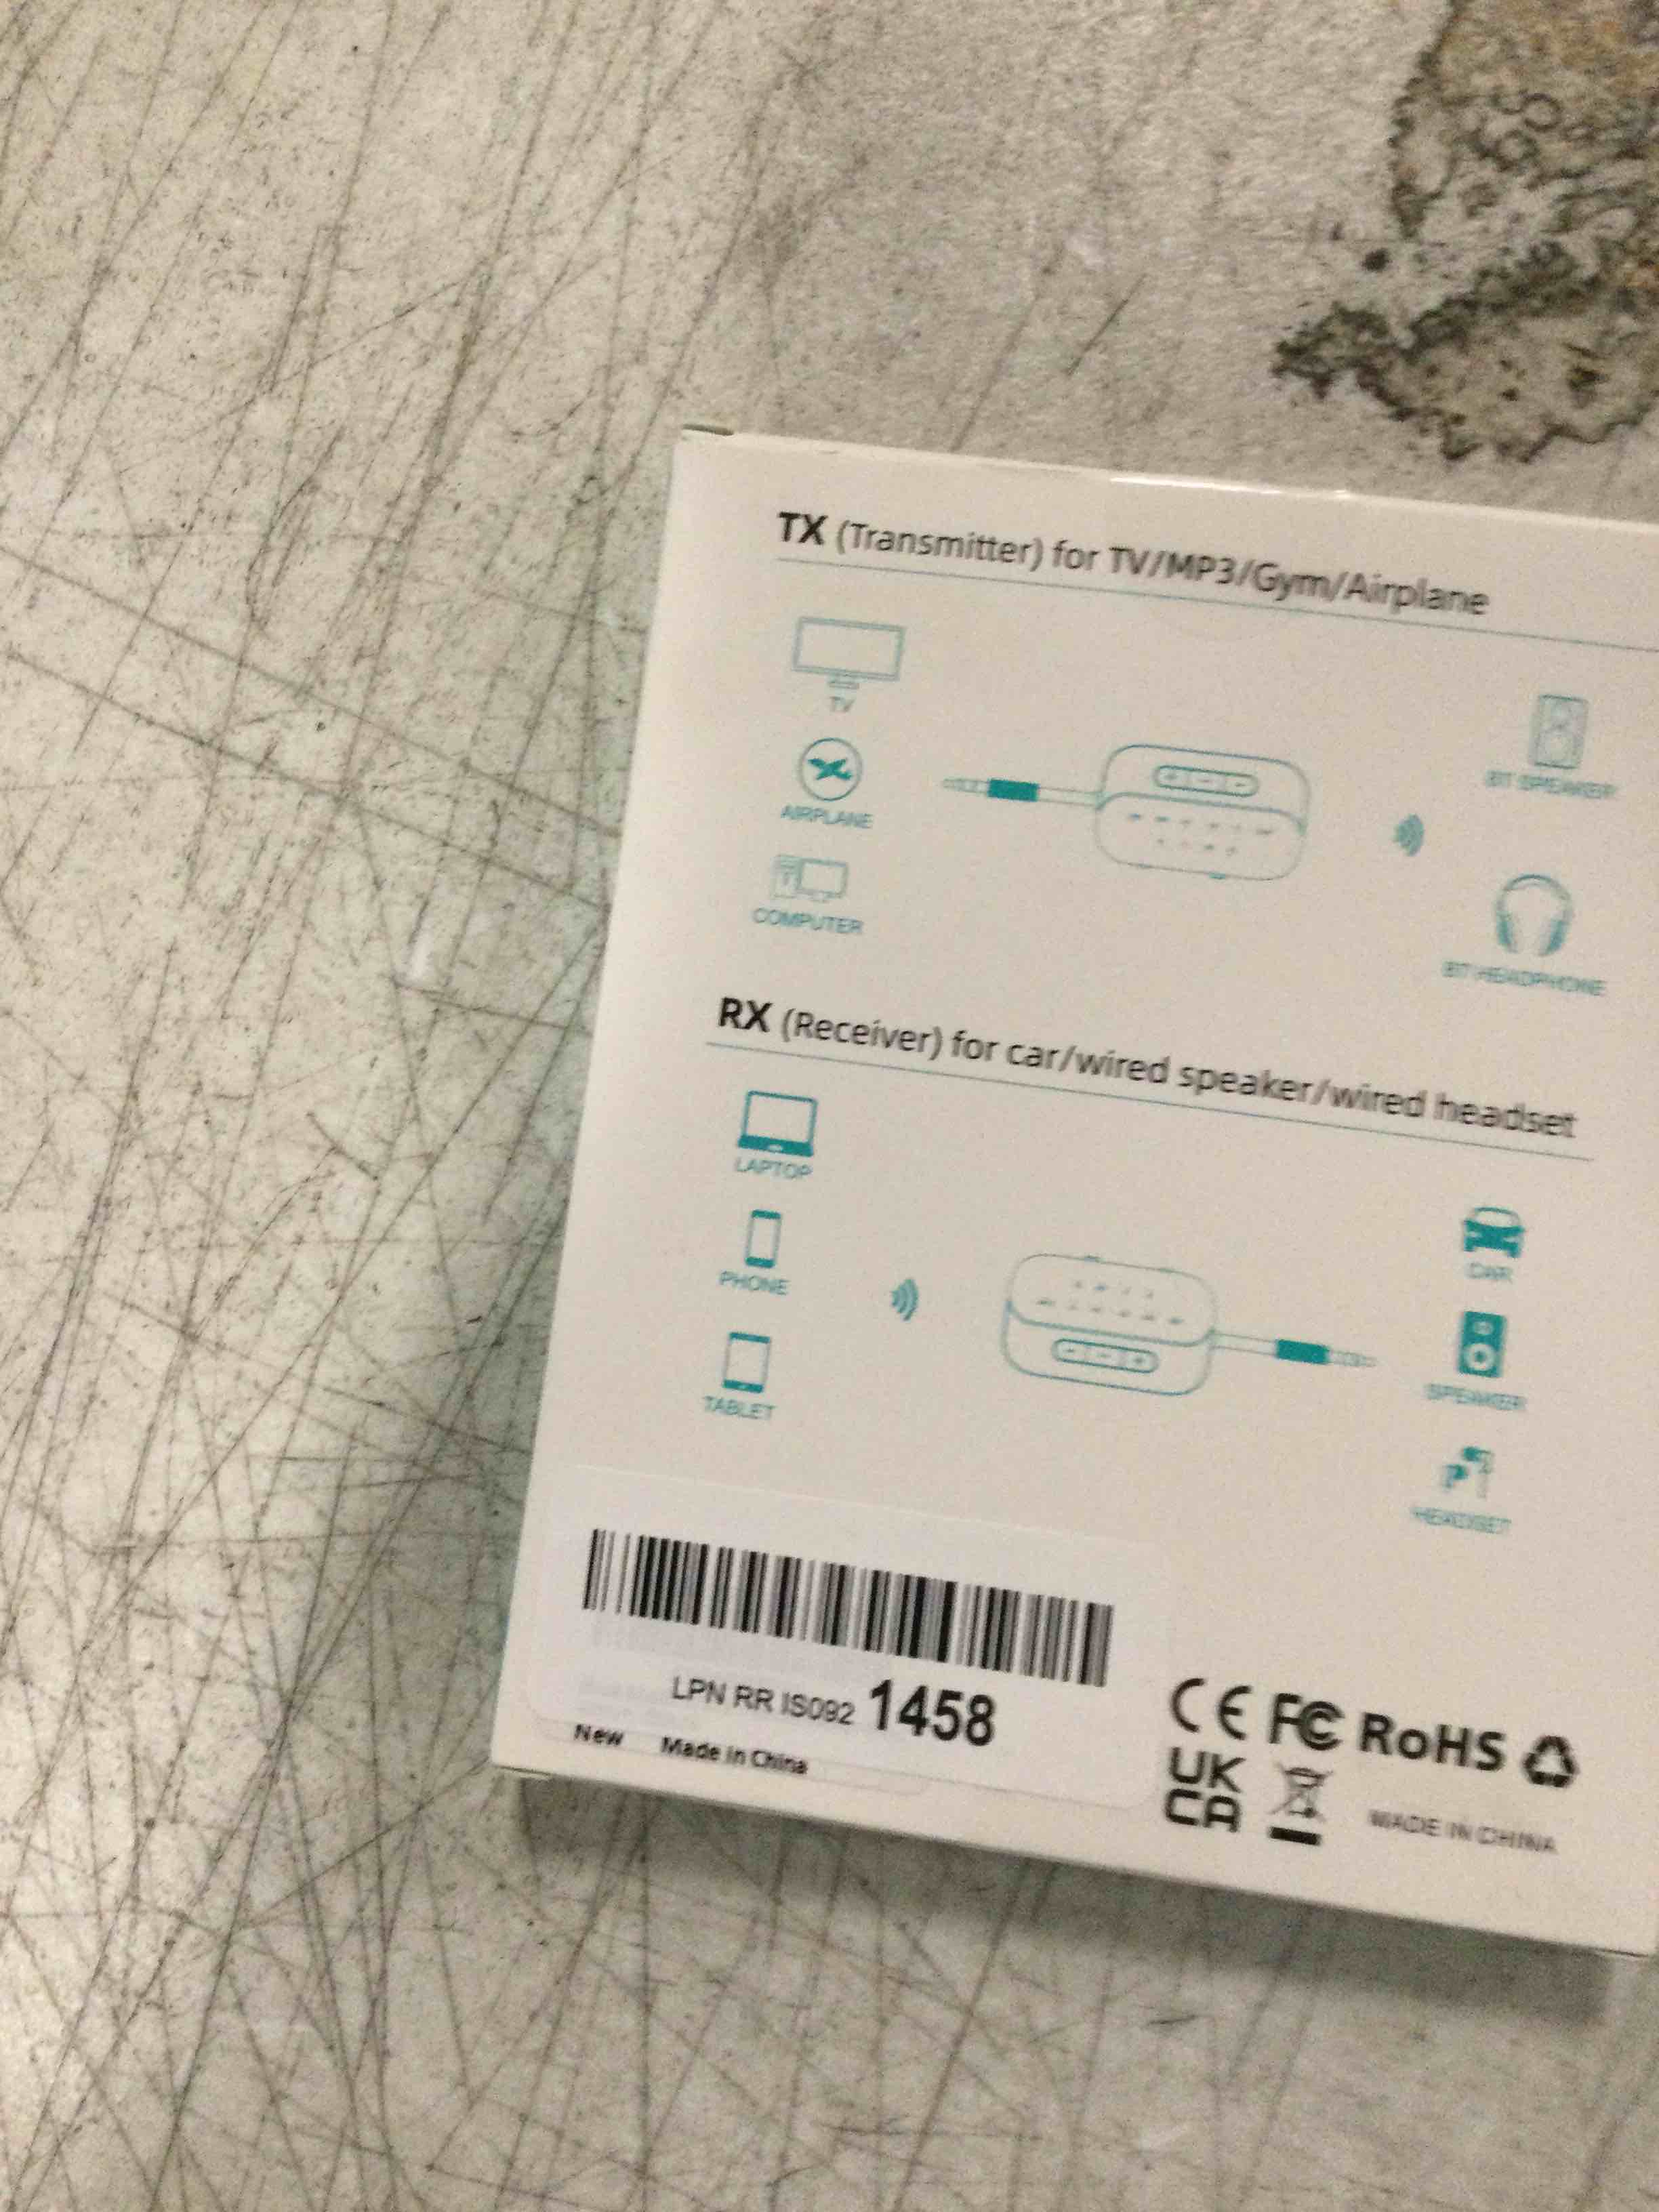 TX (Transmitter) for TV/MP3/Gym/Airplane
TV
BT SPEAKER
AIRPLANE
COMPUTER
BT HEADPHONE
RX (Receiver) for car/wired speaker/wired headset
LAPTOP
CAR
PHONE
SPEAKER
TABLET
HEADSET
LPN RR IS092 1458
New Made in China
CE FC RoHS
UK
CA
MADE IN CHINA